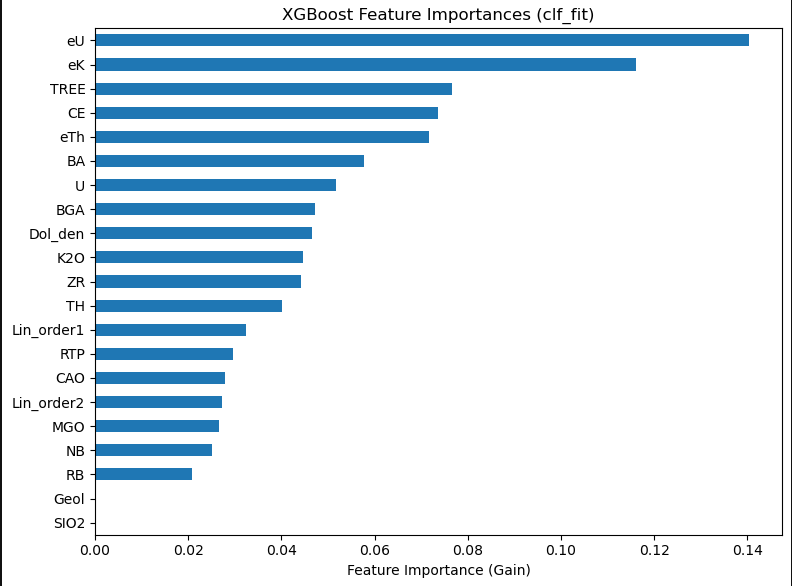 XGBoost Feature Importances (clf_fit)
eU
eK
TREE
CE
eTh
BA
U
BGA
Dol_den
K2O
ZR
TH
Lin_order1
RTP
CAO
Lin_order2
MGO
NB
RB
Geol
SIO2
0.00 0.02 0.04 0.06 0.08 0.10 0.12 0.14
Feature Importance (Gain)